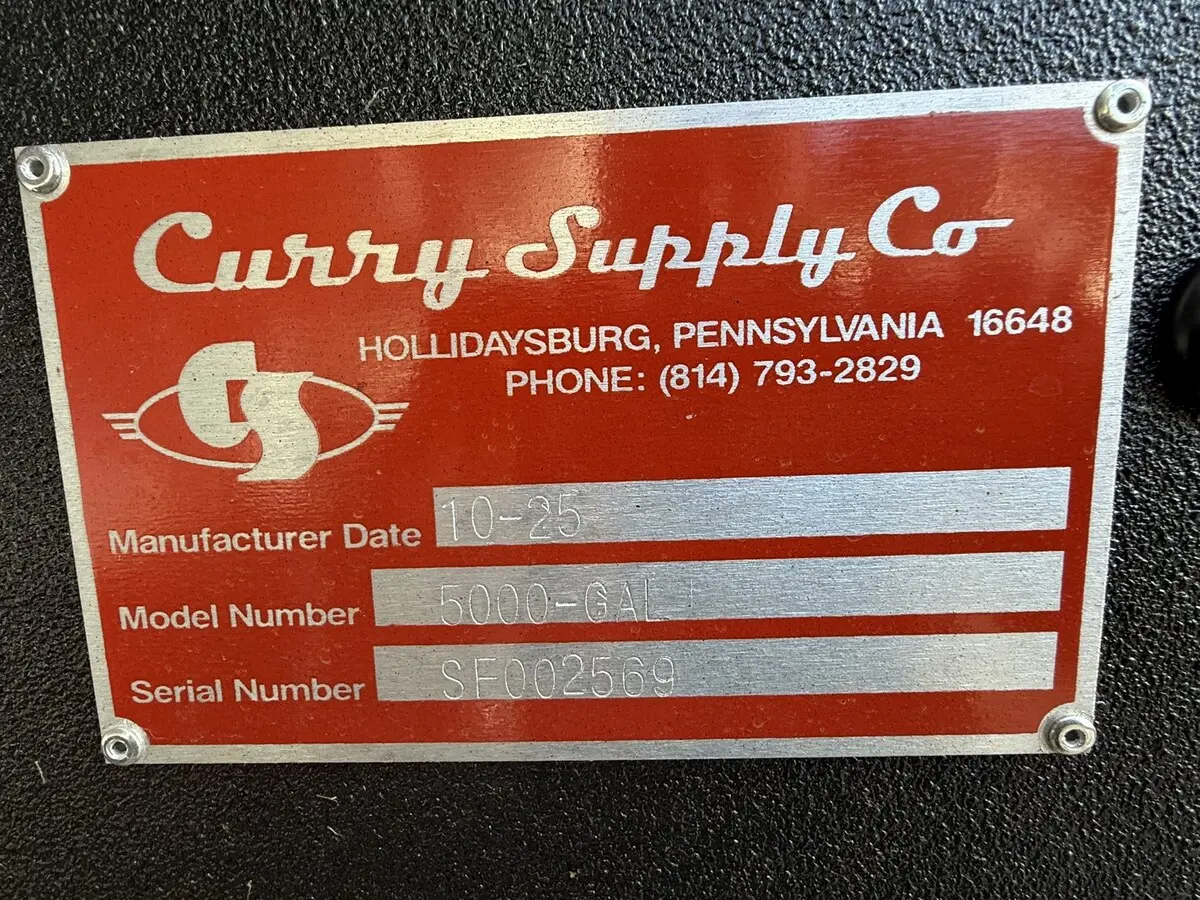 Curry Supply Co
HOLLIDAYSBURG, PENNSYLVANIA 16648
PHONE: (814) 793-2829
CS
Manufacturer Date 10-25
Model Number 5000-GAL
Serial Number SF002569